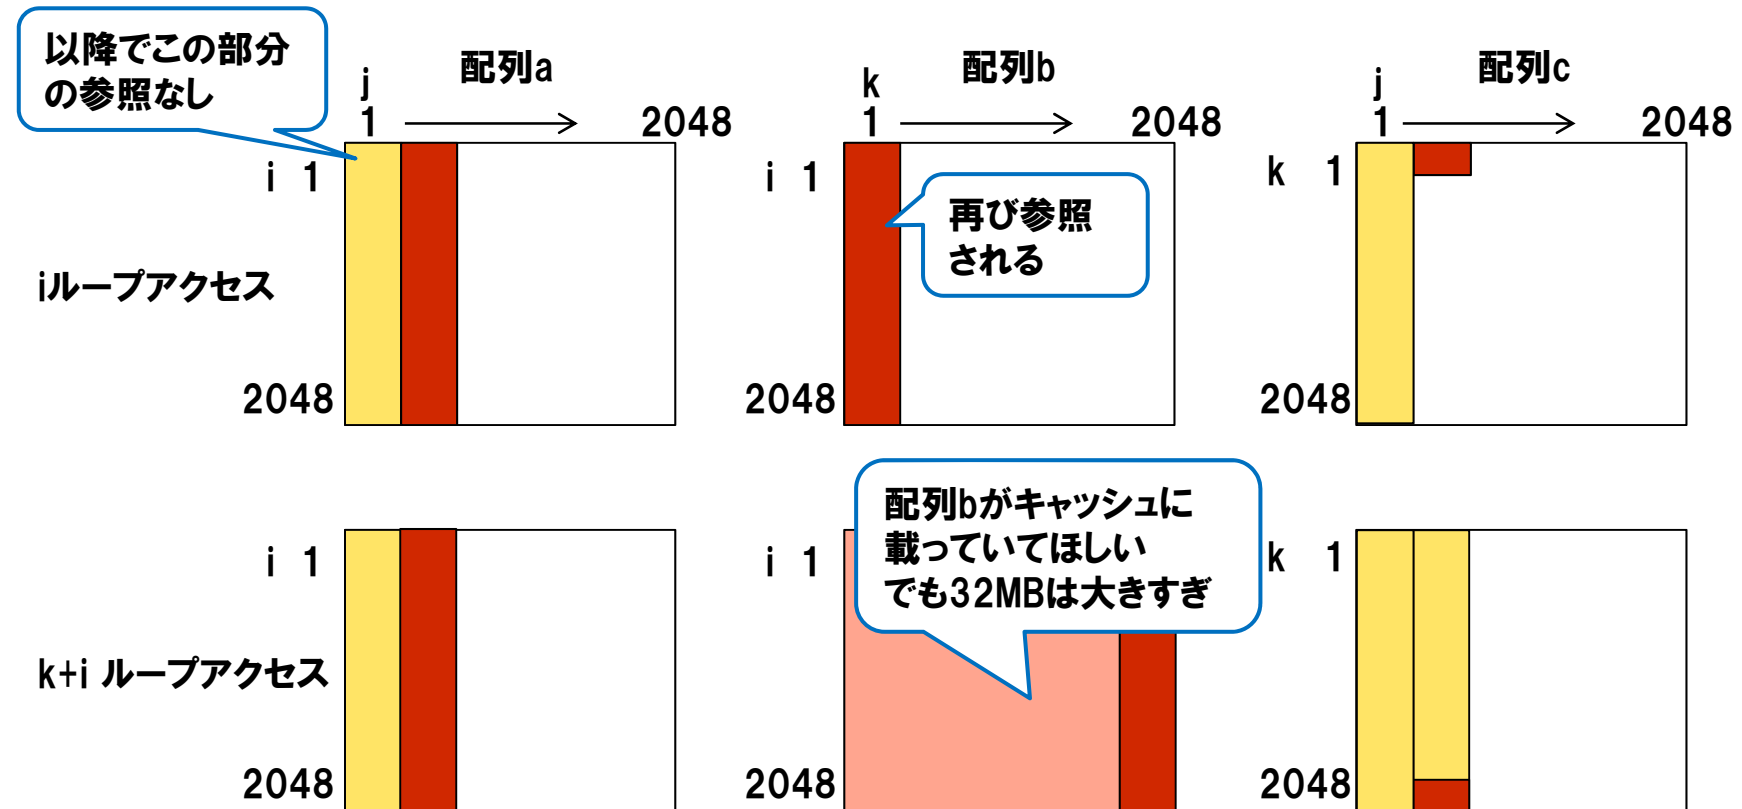 以降でこの部分
の参照なし
配列a
j
1
2048
配列b
k
1
2048
配列c
j
1
2048
i 1
i 1
k 1
再び参照
される
iループアクセス
2048
2048
2048
配列bがキャッシュに
載っていてほしい
でも32MBは大きすぎ
i 1
i 1
k 1
k+i ループアクセス
2048
2048
2048